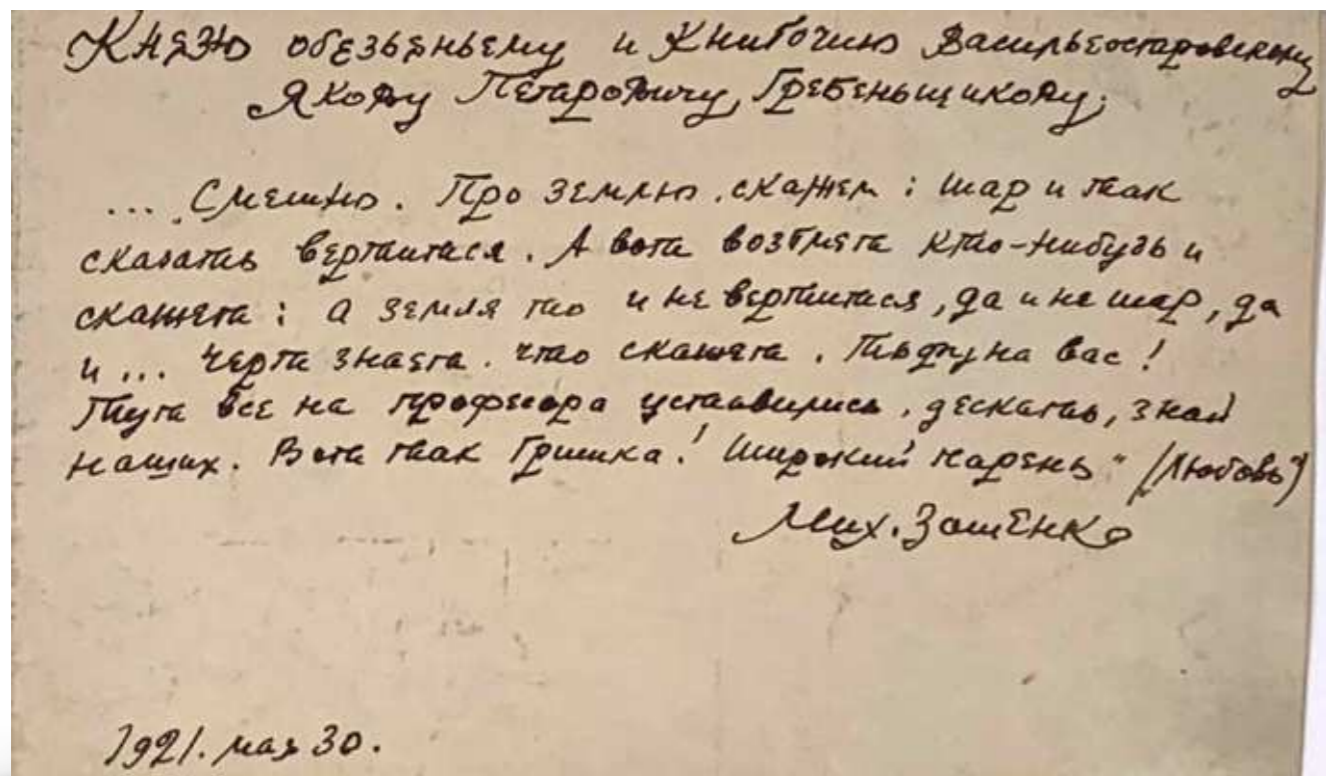 Князю обезьяньему и Книгочию Васильеостровскому
Якову Петровичу Гребенщикову:
... Смешно. Про землю, скажем: шар и так
сказать вертится. А вот возьмет кто-нибудь и
скажет: а земля то и не вертится, да и не шар, да
и ... черт знает что скажет. Тьфу на вас!
Тут все на професора уставились, дескать, знай
наших. Вот так Гришка! Широкий парень" (Любовь")
Мих. Зощенко
1921. мая 30.